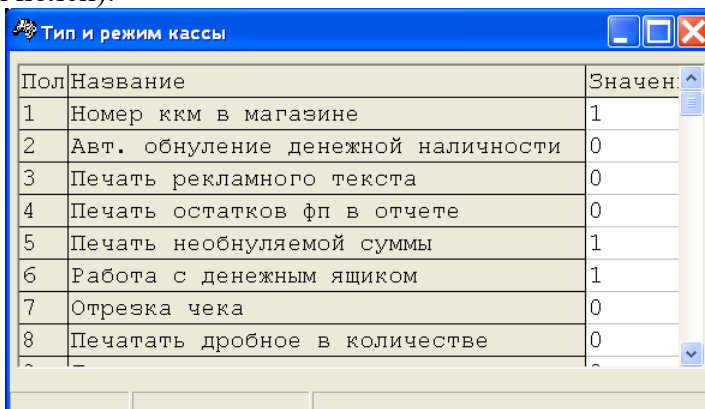 Тип и режим кассы
Пол Название Значен
1 Номер ккм в магазине 1
2 Авт. обнуление денежной наличности 0
3 Печать рекламного текста 0
4 Печать остатков фп в отчете 0
5 Печать необнуляемой суммы 1
6 Работа с денежным ящиком 1
7 Отрезка чека 0
8 Печатать дробное в количестве 0